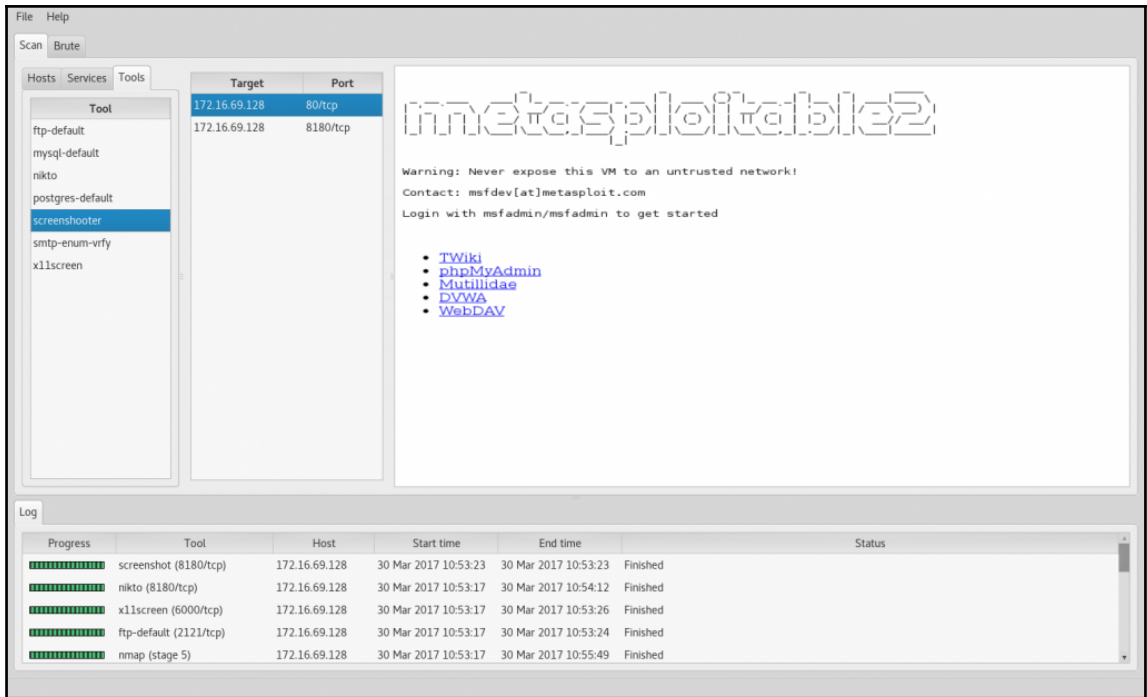 File Help
Scan Brute
Hosts Services Tools
Tool
ftp-default
mysql-default
nikto
postgres-default
screenshooter
smtp-enum-vrfy
x11screen
Target Port
172.16.69.128 80/tcp
172.16.69.128 8180/tcp
metasploitable2
Warning: Never expose this VM to an untrusted network!
Contact: msfdev[at]metasploit.com
Login with msfadmin/msfadmin to get started
TWiki
phpMyAdmin
Mutillidae
DVWA
WebDAV
Log
Progress Tool Host Start time End time Status
screenshot (8180/tcp) 172.16.69.128 30 Mar 2017 10:53:23 30 Mar 2017 10:53:23 Finished
nikto (8180/tcp) 172.16.69.128 30 Mar 2017 10:53:17 30 Mar 2017 10:54:12 Finished
x11screen (6000/tcp) 172.16.69.128 30 Mar 2017 10:53:17 30 Mar 2017 10:53:26 Finished
ftp-default (2121/tcp) 172.16.69.128 30 Mar 2017 10:53:17 30 Mar 2017 10:53:24 Finished
nmap (stage 5) 172.16.69.128 30 Mar 2017 10:53:17 30 Mar 2017 10:55:49 Finished